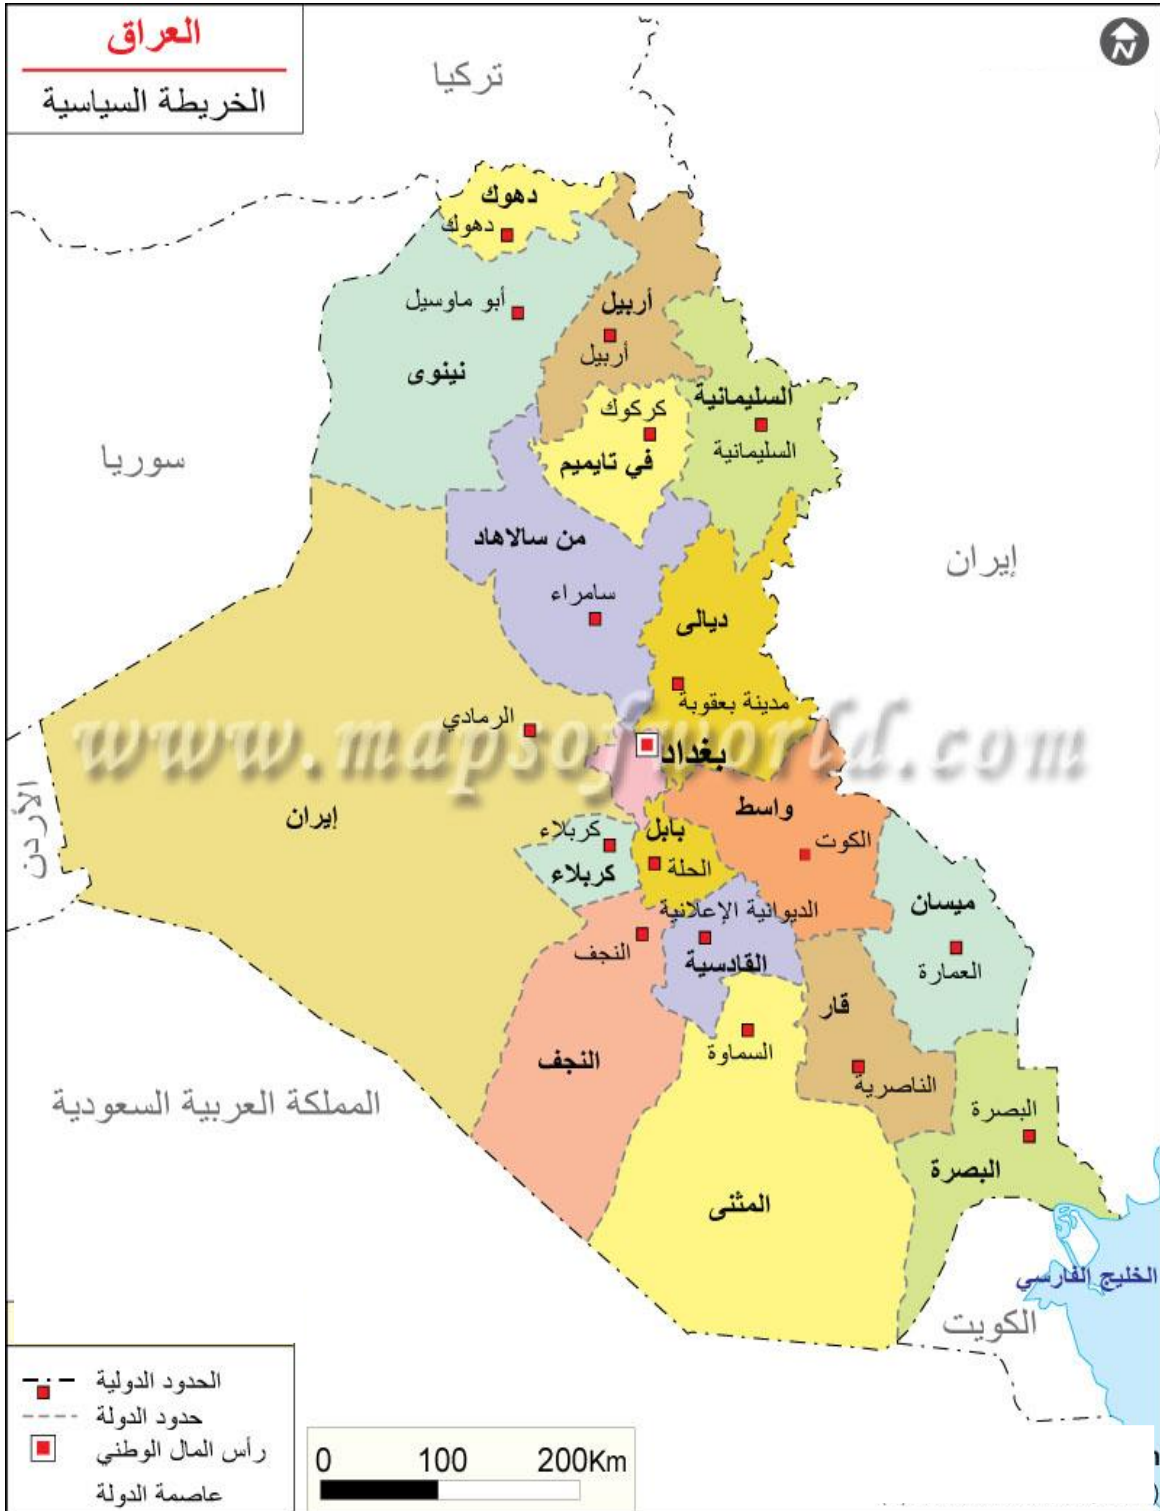 العراق
الخريطة السياسية
N
تركيا
دهوك
دهوك
أبو ماوسيل
أربيل
أربيل
نينوى
السليمانية
السليمانية
كركوك
في تايميم
سوريا
من سالاهاد
سامراء
إيران
ديالى
مدينة بعقوبة
الرمادي
بغداد
www.mapsofworld.com
الأردن
إيران
واسط
الكوت
بابل
الحلة
كربلاء
كربلاء
ميسان
العمارة
الديوانية الإعلانية
القادسية
النجف
النجف
قار
الناصرية
السماوة
المثنى
المملكة العربية السعودية
البصرة
البصرة
الخليج الفارسي
الكويت
الحدود الدولية
حدود الدولة
رأس المال الوطني
عاصمة الدولة
0 100 200Km